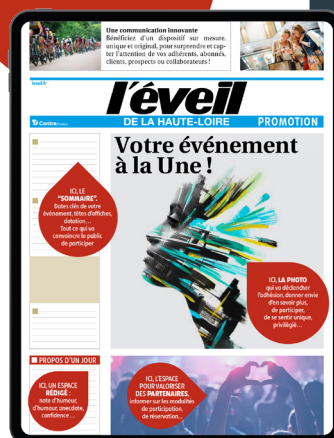 Une communication innovante
Bénéficiez d'un dispositif sur mesure,
unique et original, pour surprendre et cap-
ter l'attention de vos adhérents, abonnés,
clients, prospects ou collaborateurs !
leveil.fr
l'éveil
Centre France
DE LA HAUTE-LOIRE
PROMOTION
Votre événement
à la Une !
ICI, LE
"SOMMAIRE".
Dates clés de votre
événement, têtes d'affiches,
dotation...
Tout ce qui va
convaincre le public
de participer
ICI, LA PHOTO
qui va déclencher
l'adhésion, donner envie
d'en savoir plus,
de participer,
de se sentir unique,
privilégié...
PROPOS D'UN JOUR
ICI, UN ESPACE
RÉDIGÉ :
note d'humeur,
d'humour, anecdote,
confidence...
ICI, L'ESPACE
POUR VALORISER
DES PARTENAIRES,
informer sur les modalités
de participation,
de réservation...